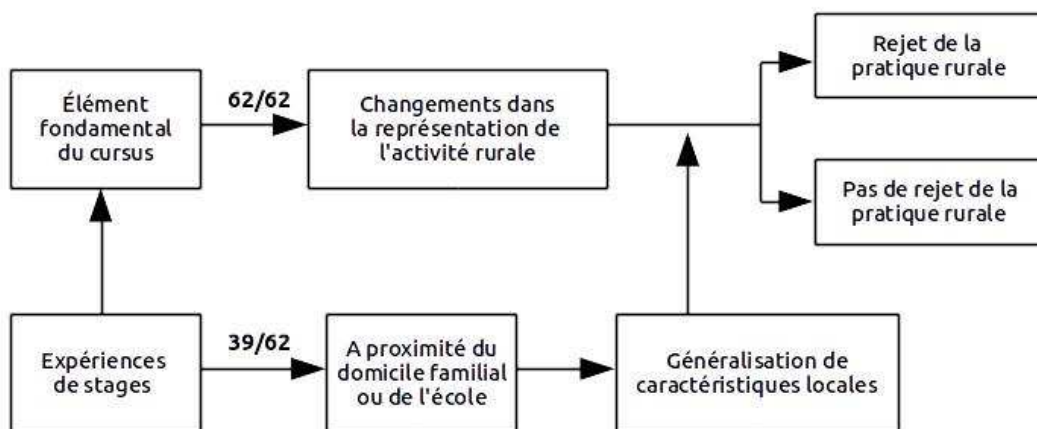 Élément
fondamental
du cursus
62/62
Changements dans
la représentation de
l'activité rurale
Rejet de la
pratique rurale
Pas de rejet de la
pratique rurale
Expériences
de stages
39/62
A proximité du
domicile familial
ou de l'école
Généralisation de
caractéristiques locales